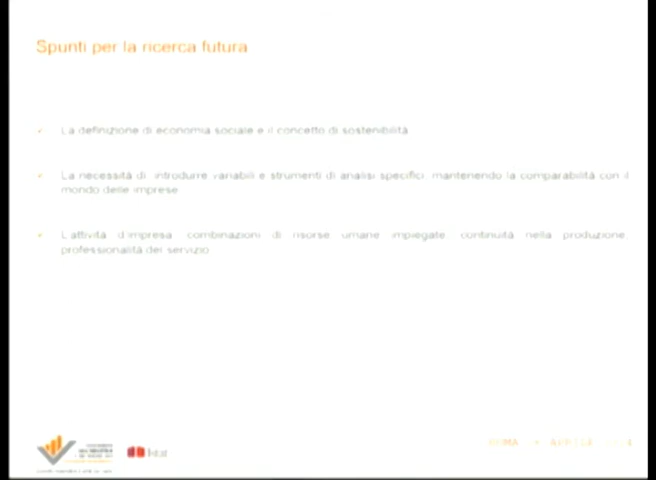 Spunti per la ricerca futura
La definizione di economia sociale e il concetto di sostenibilità
La necessità di introdurre variabili e strumenti di analisi specifici mantenendo la comparabilità con il
mondo delle imprese
L'attività d'impresa combinazioni di risorse umane impiegate, continuità nella produzione,
professionalità del servizio
Istat
ROMA APRILE